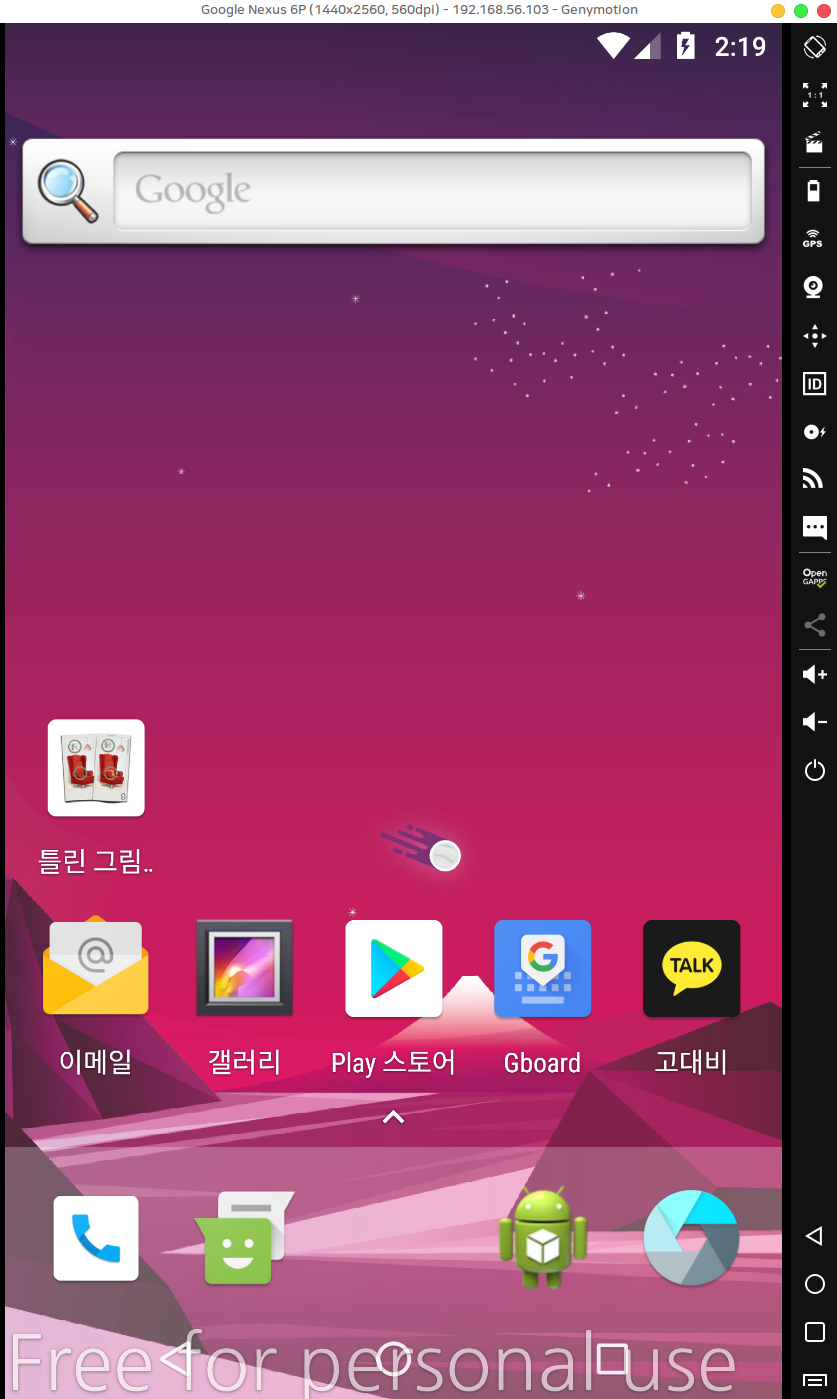 Google Nexus 6P (1440x2560, 560dpi) - 192.168.56.103 - Genymotion
2:19
Google
1:1
GPS
ID
Open
GAPPS
틀린 그림..
@
TALK
이메일
갤러리
Play 스토어
Gboard
고대비
Free for personal use